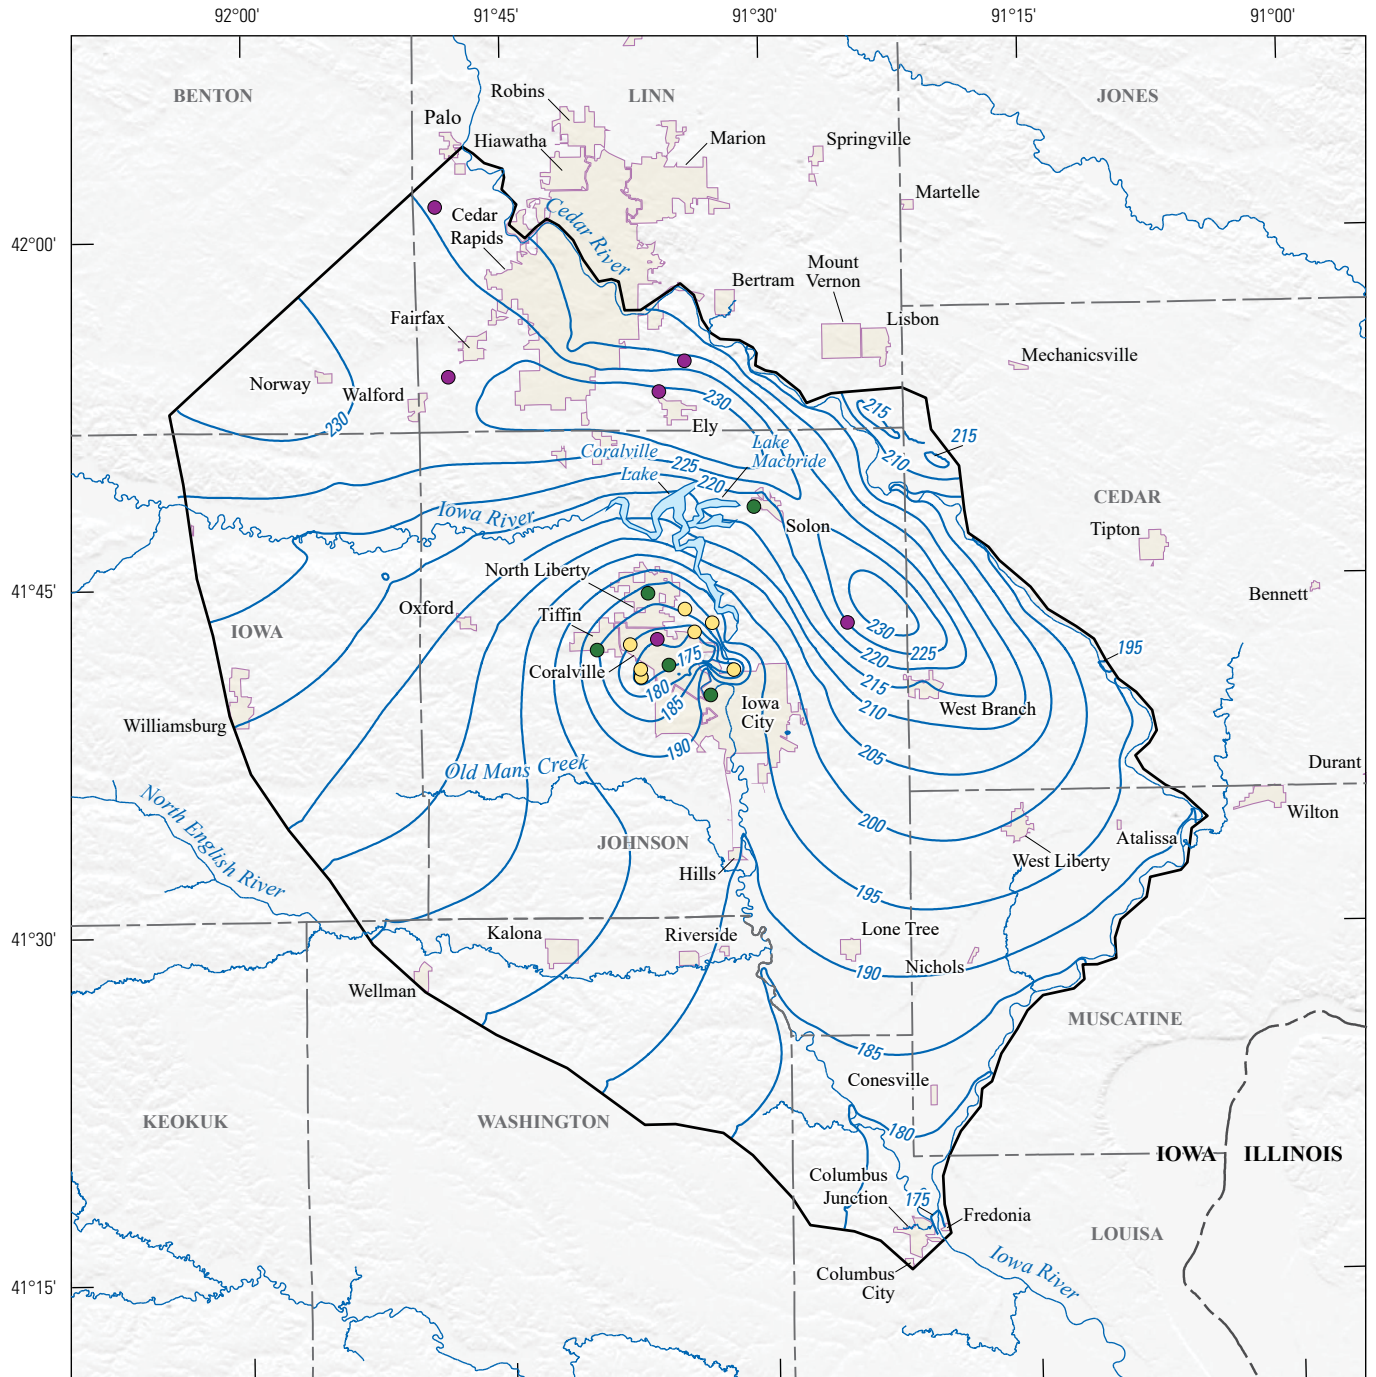 92°00'
91°45'
91°30'
91°15'
91°00'
BENTON
LINN
JONES
Robins
Palo
Hiawatha
Marion
Springville
Martelle
Cedar
Rapids
Cedar River
42°00'
Mount
Vernon
Bertram
Lisbon
Fairfax
Mechanicsville
Norway
Walford
230
230
215
Ely
215
Lake
Macbride
Coralville
Lake
225
220
210
CEDAR
Iowa River
Solon
Tipton
North Liberty
41°45'
Bennett
Oxford
Tiffin
IOWA
230
195
175
225
220
Coralville
180
215
185
210
West Branch
Iowa
City
Williamsburg
190
205
Old Mans Creek
Durant
North English River
Wilton
200
JOHNSON
Atalissa
West Liberty
Hills
195
41°30'
Kalona
Riverside
Lone Tree
Nichols
190
Wellman
MUSCATINE
185
Conesville
KEOKUK
WASHINGTON
180
IOWA
ILLINOIS
Columbus
Junction
175
Fredonia
LOUISA
Iowa River
Columbus
City
41°15'